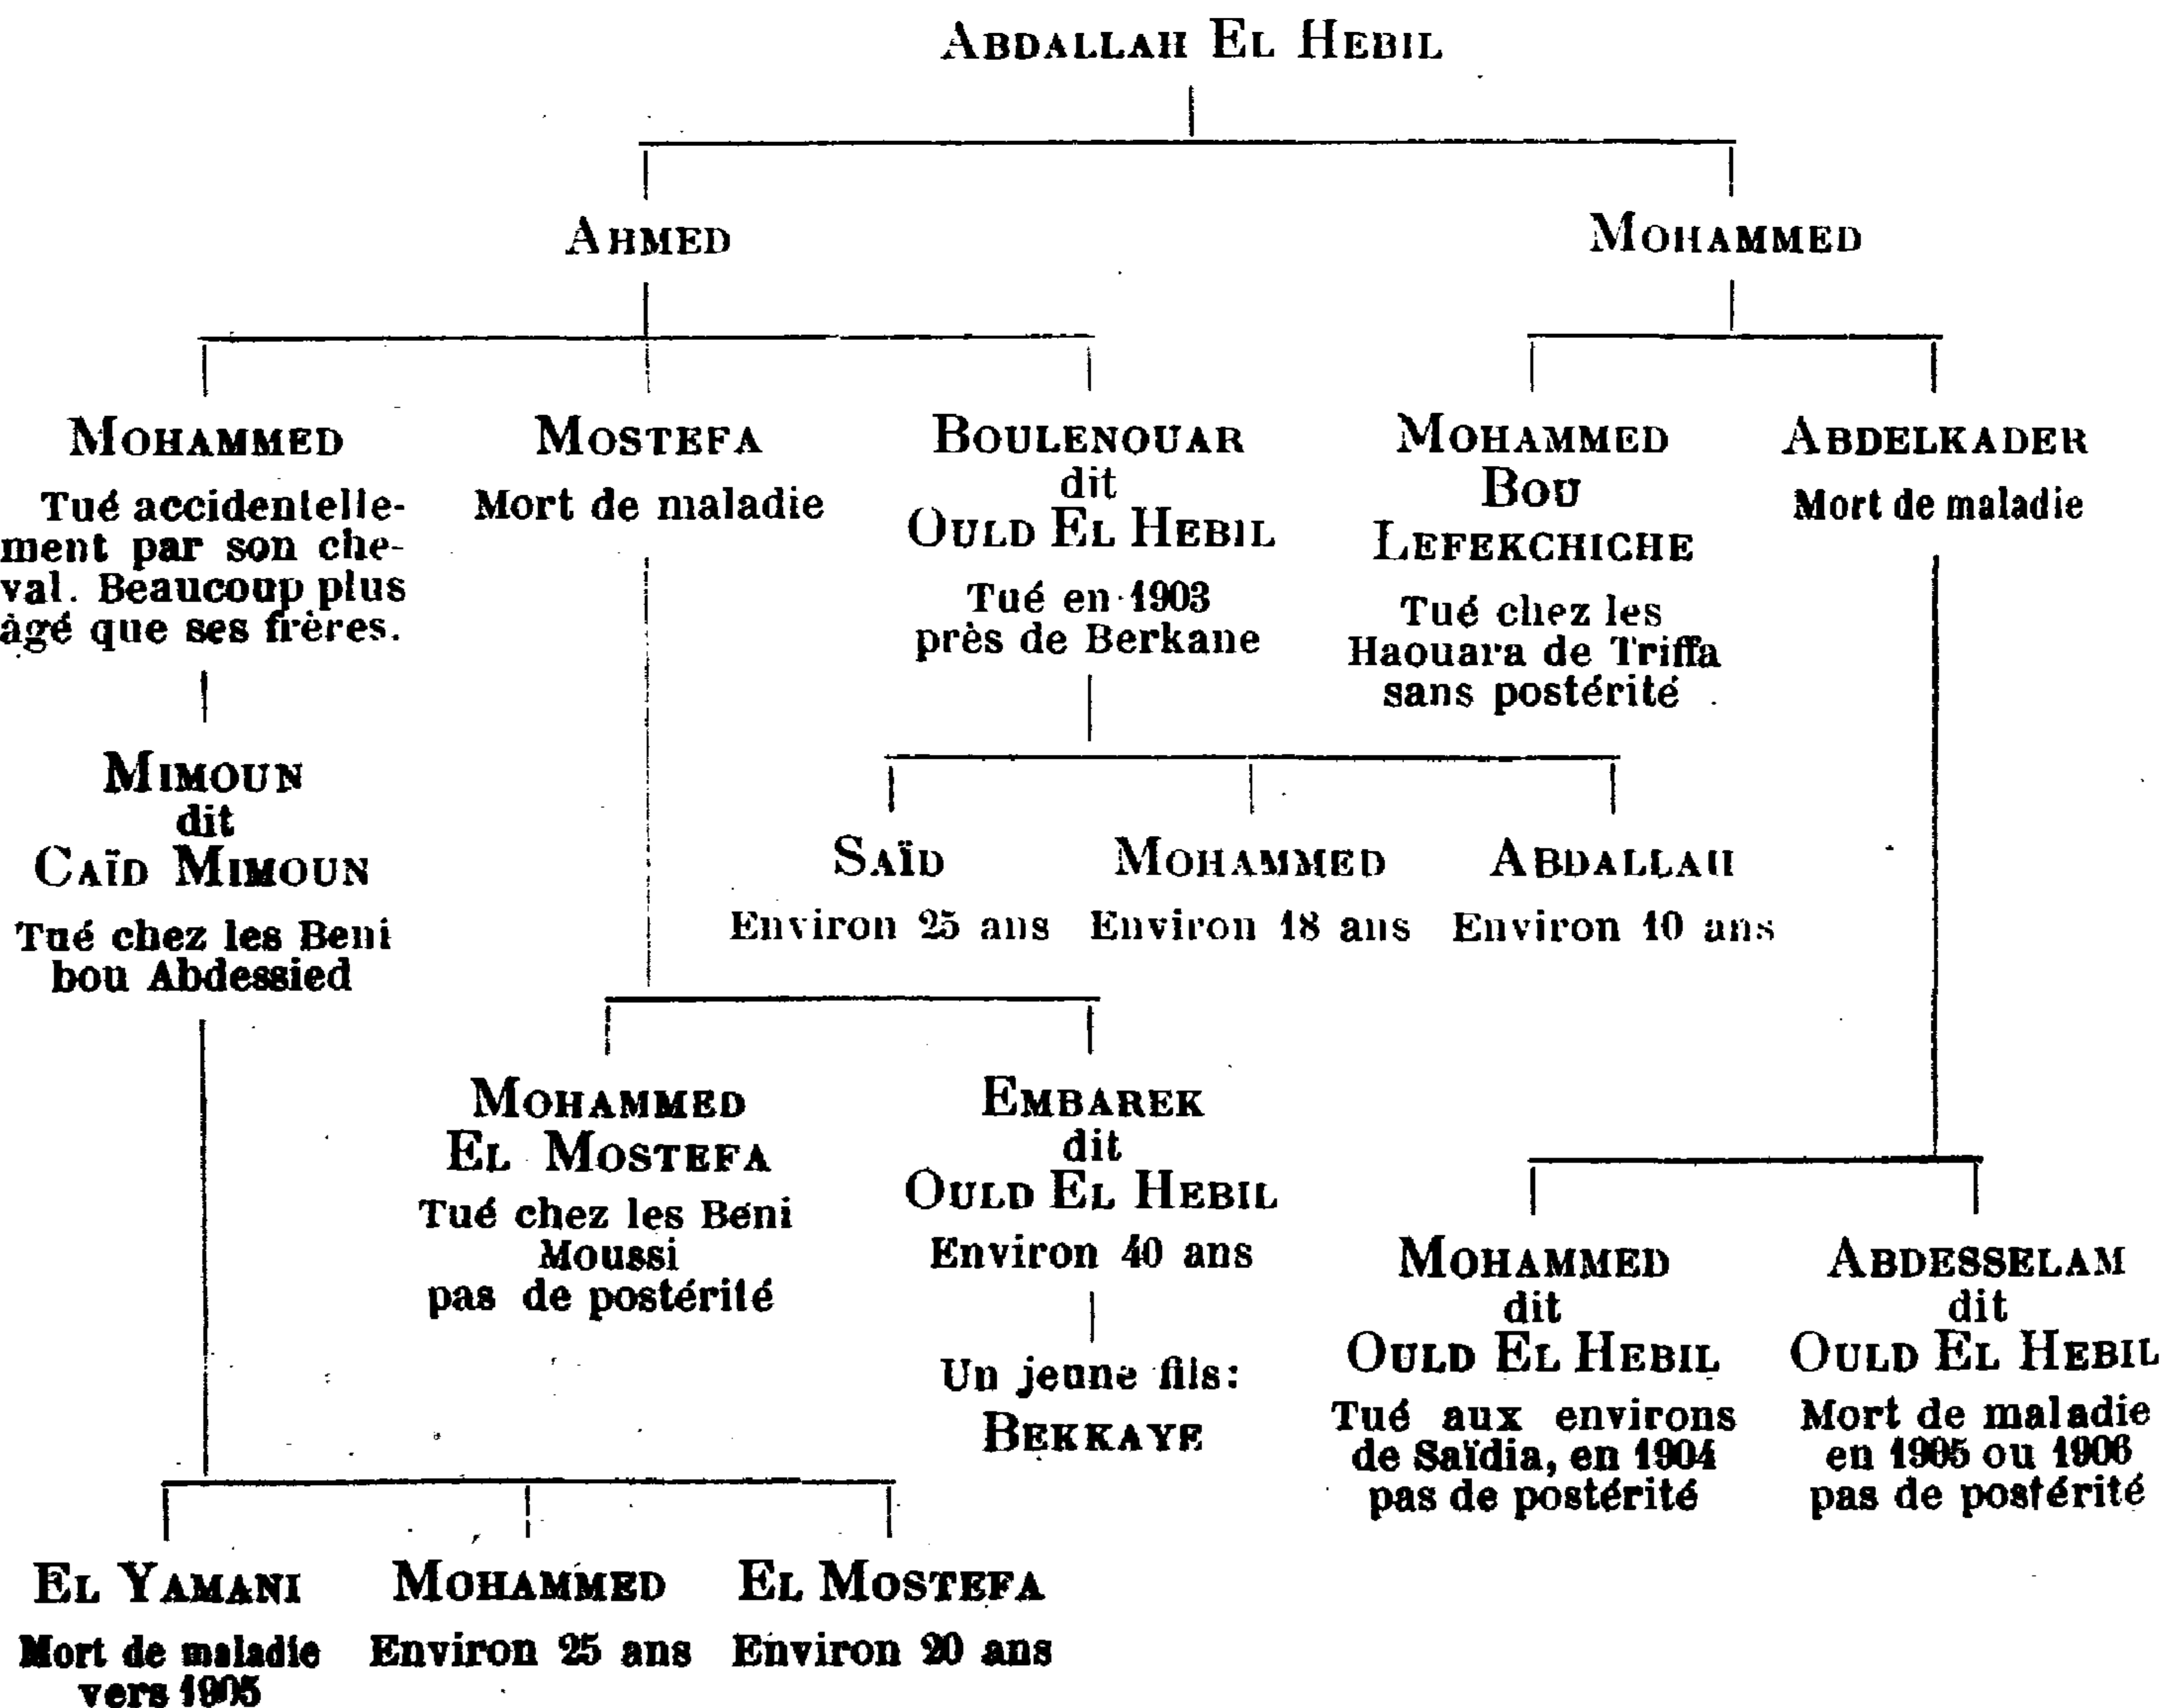 ABDALLAH EL HEBIL
AHMED
MOHAMMED
MOHAMMED
Tué accidentelle-
ment par son che-
val. Beaucoup plus
âgé que ses frères.
MOSTEFA
Mort de maladie
BOULENOUAR
dit
OULD EL HEBIL
Tué en 1903
près de Berkane
MOHAMMED
BOU
LEFEKCHICHE
Tué chez les
Haouara de Triffa
sans postérité
ABDELKADER
Mort de maladie
MIMOUN
dit
CAÏD MIMOUN
Tué chez les Beni
bou Abdessied
SAÏD
Environ 25 ans
MOHAMMED
Environ 18 ans
ABDALLAH
Environ 10 ans
MOHAMMED
EL MOSTEFA
Tué chez les Beni
Moussi
pas de postérité
EMBAREK
dit
OULD EL HEBIL
Environ 40 ans
Un jeune fils:
BEKKAYE
MOHAMMED
dit
OULD EL HEBIL
Tué aux environs
de Saïdia, en 1904
pas de postérité
ABDESSELAM
dit
OULD EL HEBIL
Mort de maladie
en 1905 ou 1906
pas de postérité
EL YAMANI
Mort de maladie
vers 1905
MOHAMMED
Environ 25 ans
EL MOSTEFA
Environ 20 ans